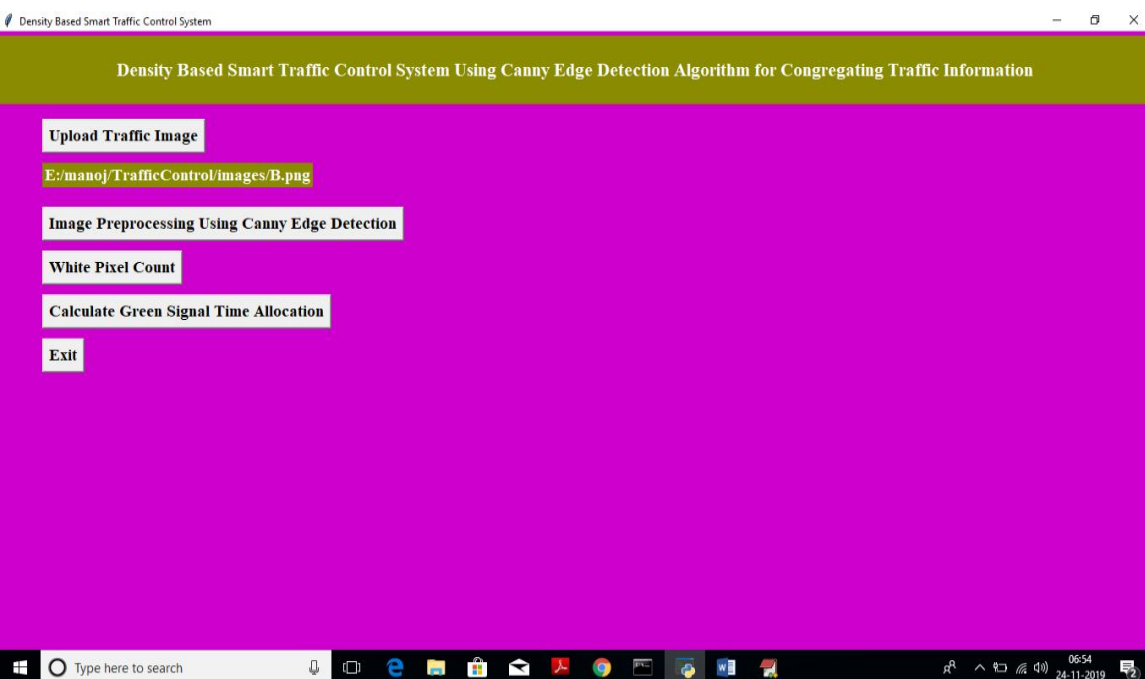 Density Based Smart Traffic Control System
Density Based Smart Traffic Control System Using Canny Edge Detection Algorithm for Congregating Traffic Information
Upload Traffic Image
E:/manoj/TrafficControl/images/B.png
Image Preprocessing Using Canny Edge Detection
White Pixel Count
Calculate Green Signal Time Allocation
Exit
Type here to search
06:54
24-11-2019